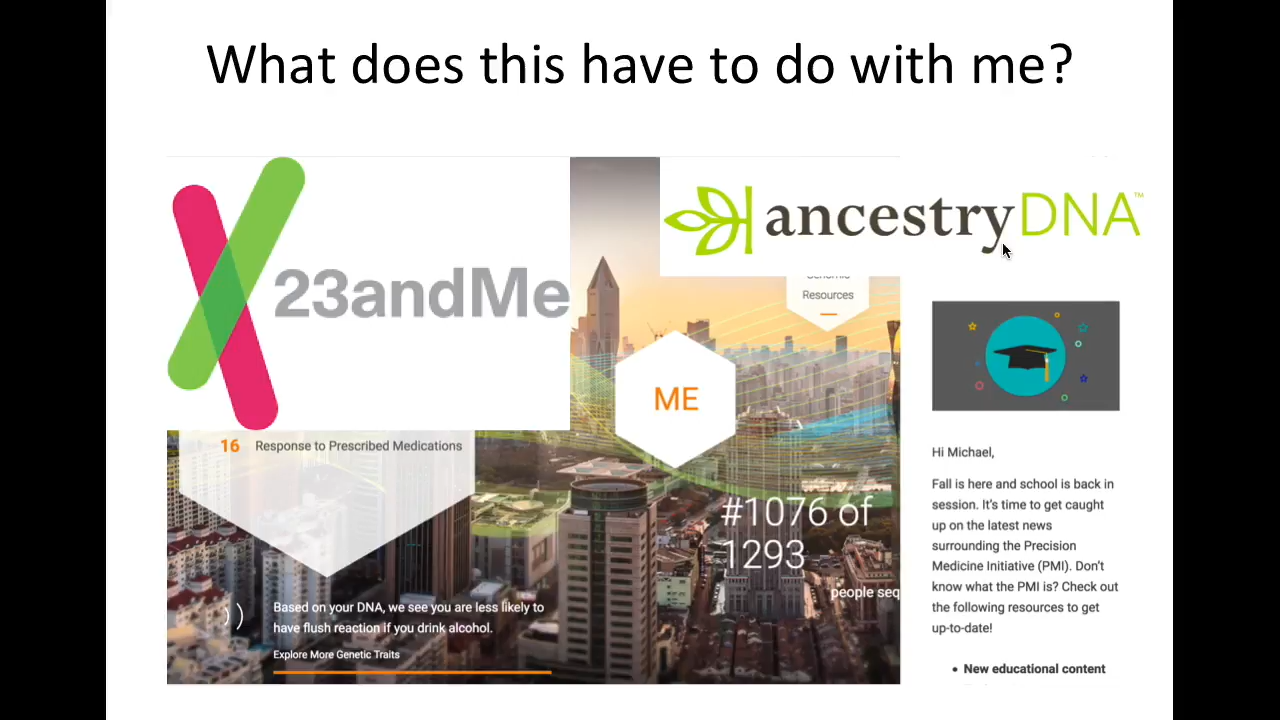 What does this have to do with me?
23andMe
ancestryDNA™
Resources
ME
16 Response to Prescribed Medications
#1076 of
1293
people seq
Based on your DNA, we see you are less likely to
have flush reaction if you drink alcohol.
Explore More Genetic Traits
Hi Michael,
Fall is here and school is back in
session. It's time to get caught
up on the latest news
surrounding the Precision
Medicine Initiative (PMI). Don't
know what the PMI is? Check out
the following resources to get
up-to-date!
• New educational content